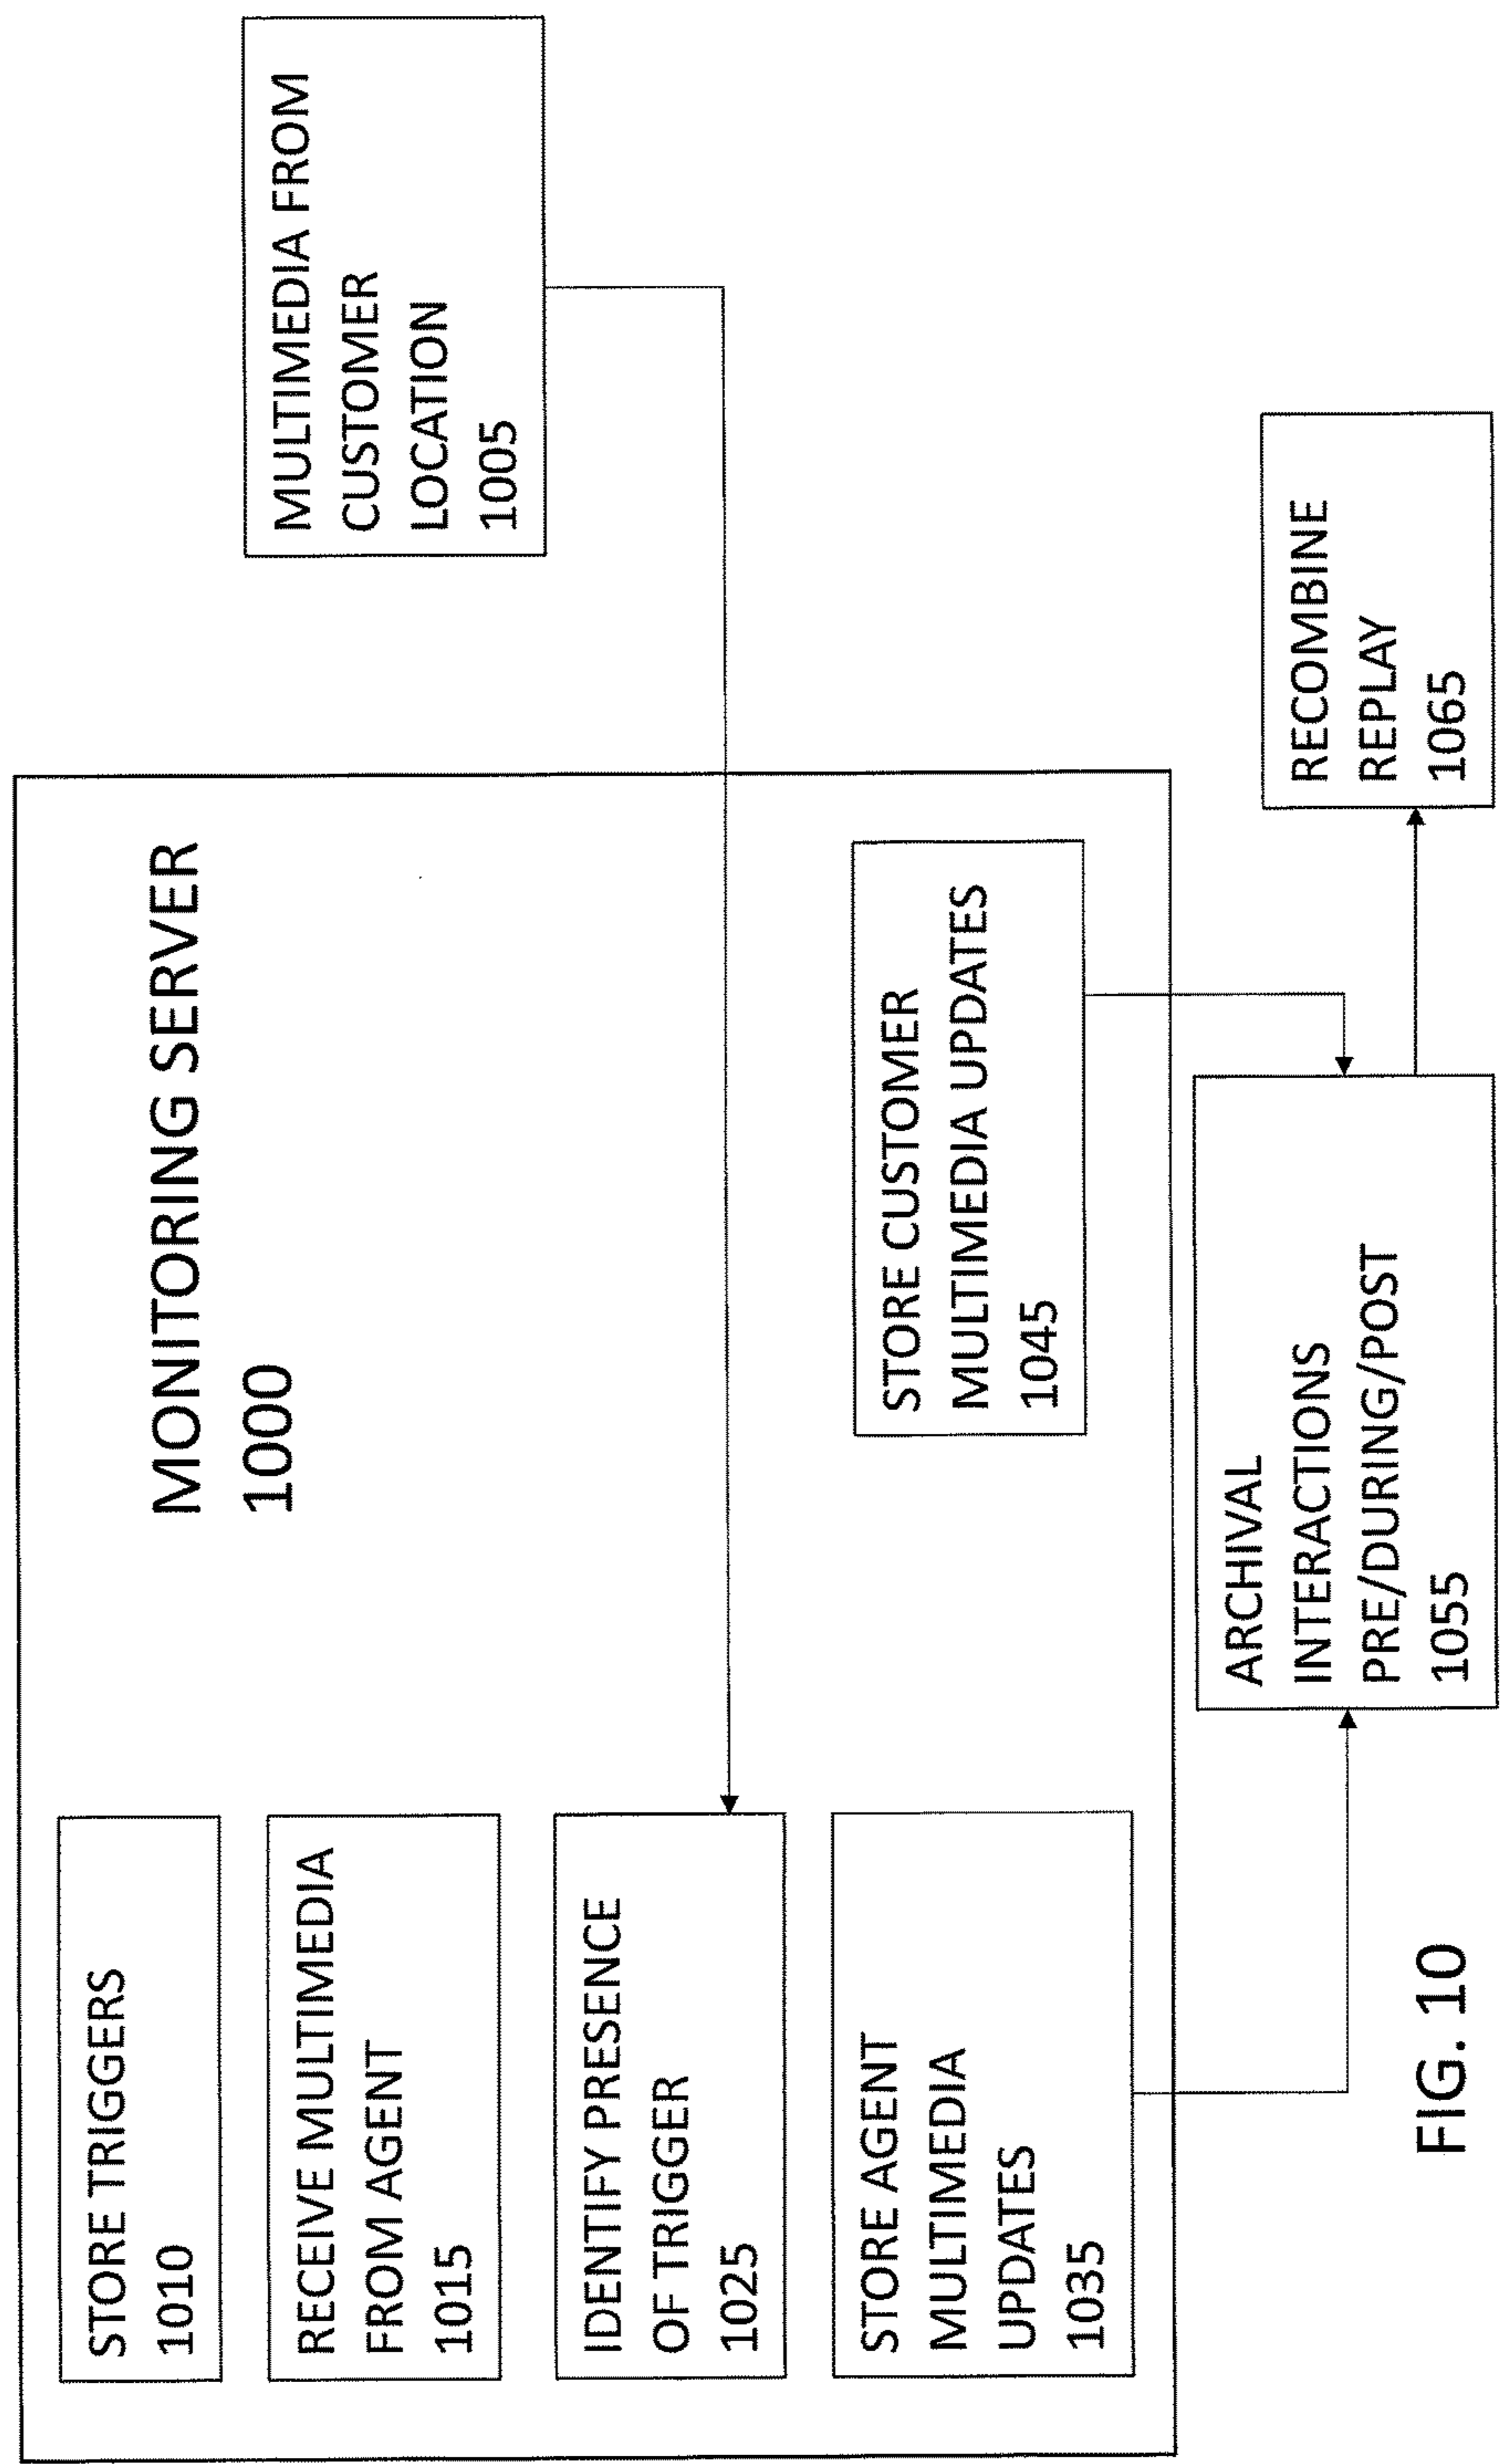 MONITORING SERVER
1000
STORE TRIGGERS
1010
RECEIVE MULTIMEDIA
FROM AGENT
1015
IDENTIFY PRESENCE
OF TRIGGER
1025
STORE AGENT
MULTIMEDIA
UPDATES
1035
STORE CUSTOMER
MULTIMEDIA UPDATES
1045
MULTIMEDIA FROM
CUSTOMER
LOCATION
1005
ARCHIVAL
INTERACTIONS
PRE/DURING/POST
1055
RECOMBINE
REPLAY
1065
FIG. 10